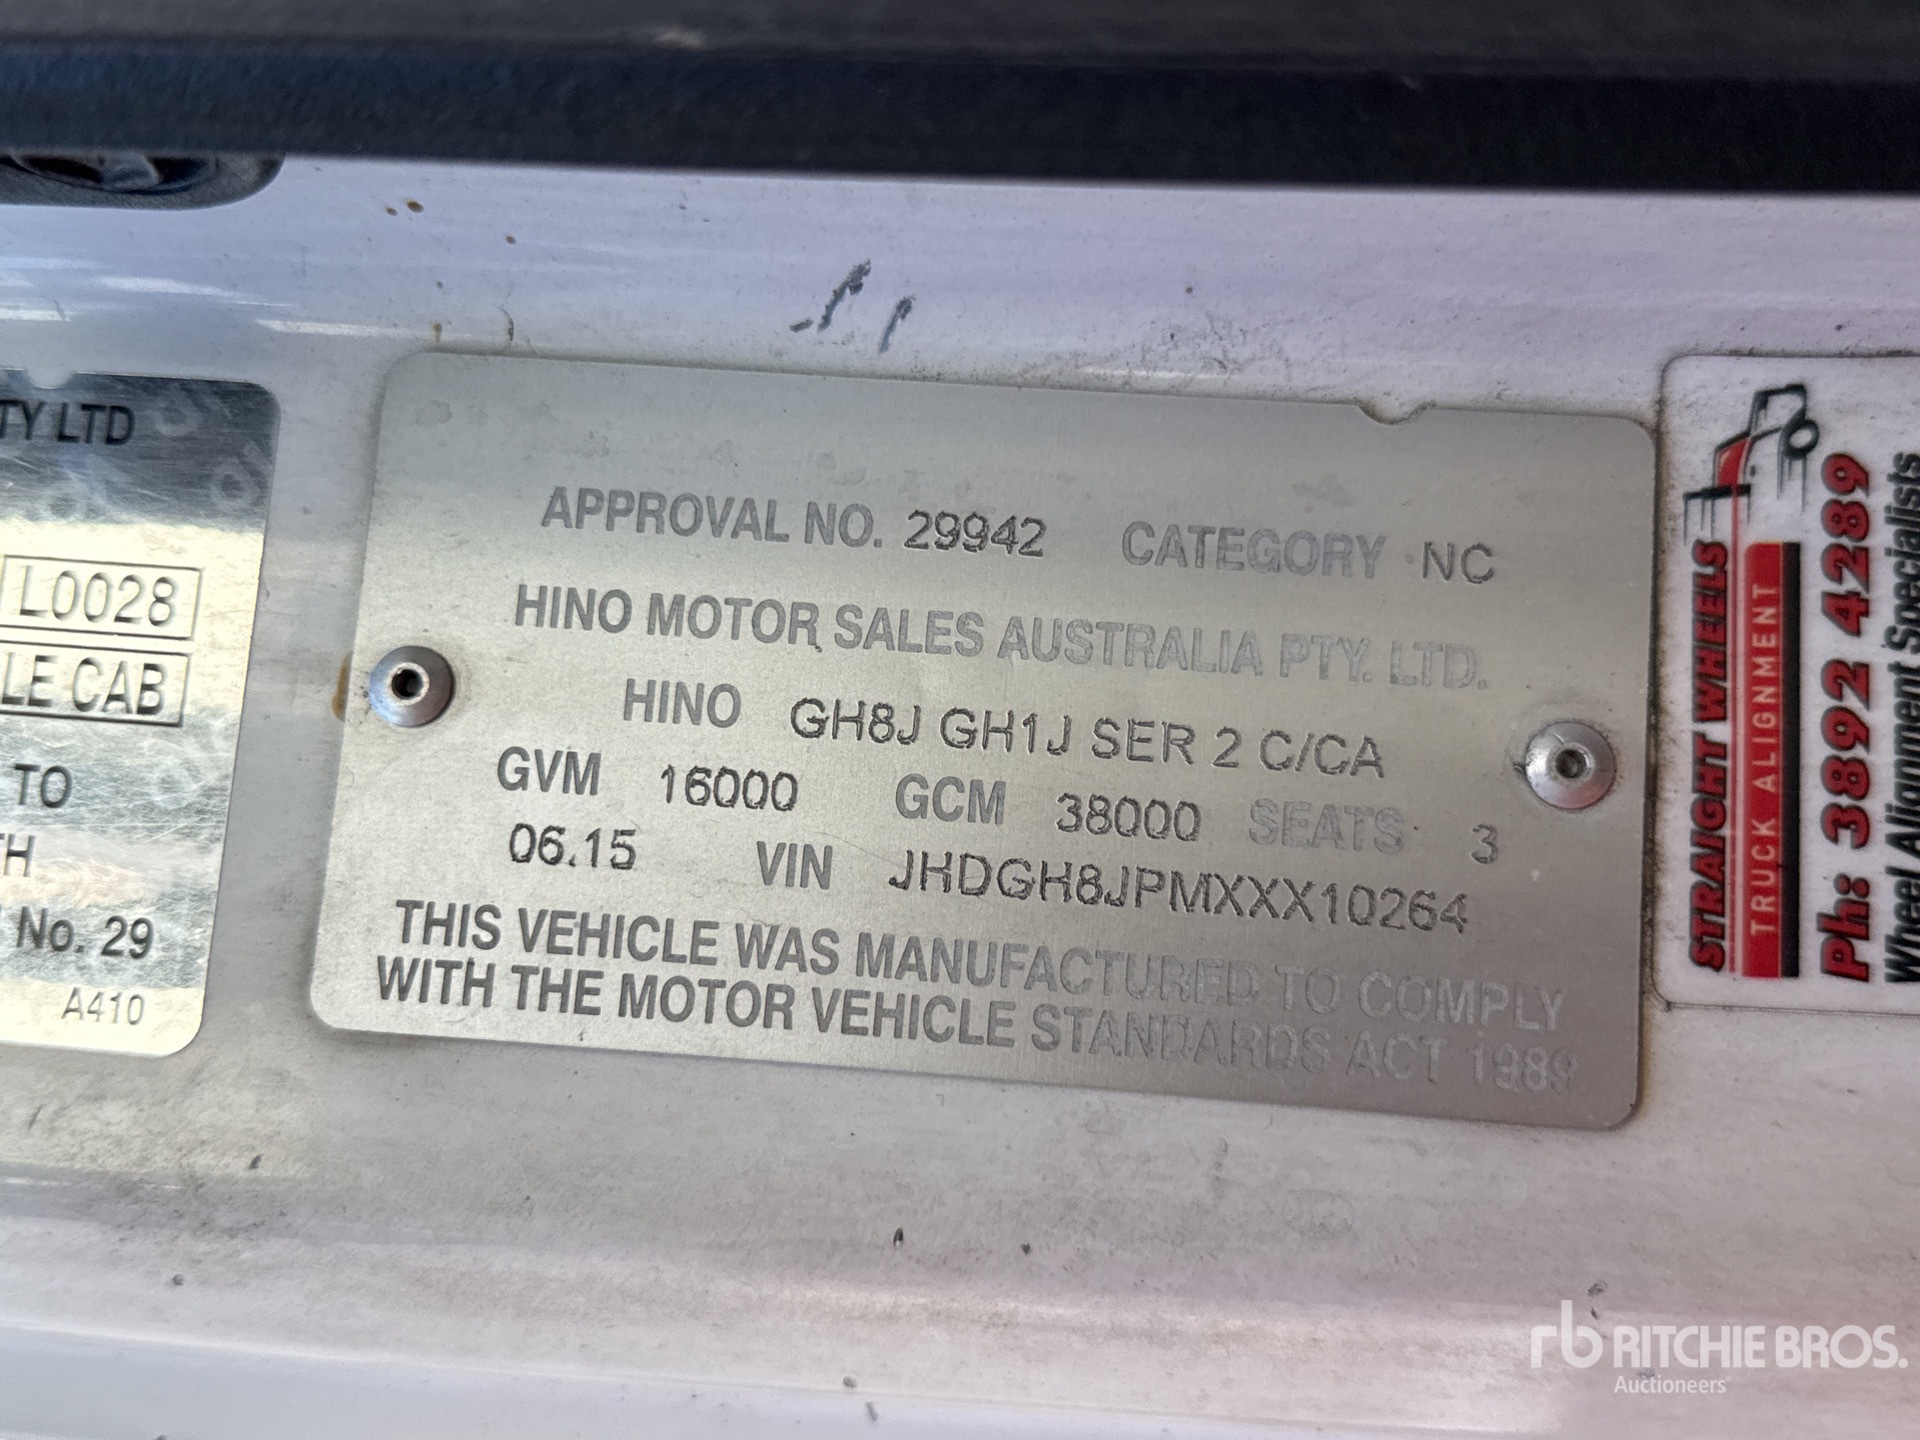 TY LTD
L0028
LE CAB
TO
TH
No. 29
A410
APPROVAL NO. 29942 CATEGORY NC
HINO MOTOR SALES AUSTRALIA PTY. LTD.
HINO GH8J GH1J SER 2 C/CA
GVM 16000 GCM 38000 SEATS 3
06.15 VIN JHDGH8JPMXXX10264
THIS VEHICLE WAS MANUFACTURED TO COMPLY
WITH THE MOTOR VEHICLE STANDARDS ACT 1989
STRAIGHT WHEELS
TRUCK ALIGNMENT
Ph: 3892 4289
Wheel Alignment Specialists
rb RITCHIE BROS.
Auctioneers